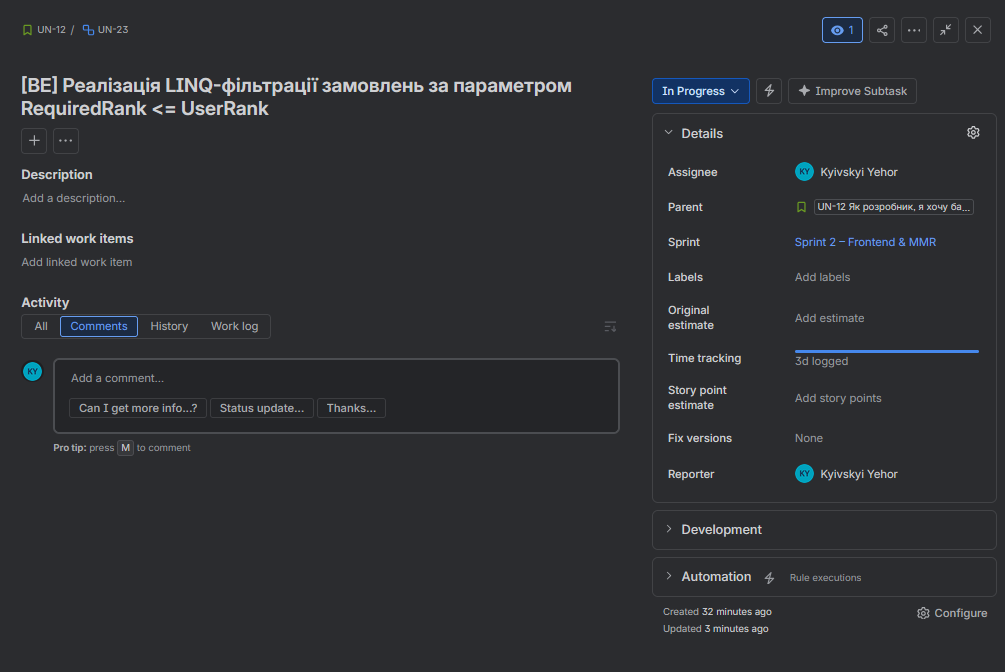 UN-12 / UN-23
1
[BE] Реалізація LINQ-фільтрації замовлень за параметром
RequiredRank <= UserRank
In Progress
Improve Subtask
Description
Add a description...
Linked work items
Add linked work item
Activity
All Comments History Work log
KY
Add a comment...
Can I get more info...? Status update... Thanks...
Pro tip: press M to comment
Details
Assignee KY Kyivskyi Yehor
Parent UN-12 Як розробник, я хочу ба...
Sprint Sprint 2 – Frontend & MMR
Labels Add labels
Original
estimate
Add estimate
Time tracking 3d logged
Story point
estimate
Add story points
Fix versions None
Reporter KY Kyivskyi Yehor
Development
Automation Rule executions
Created 32 minutes ago
Updated 3 minutes ago
Configure